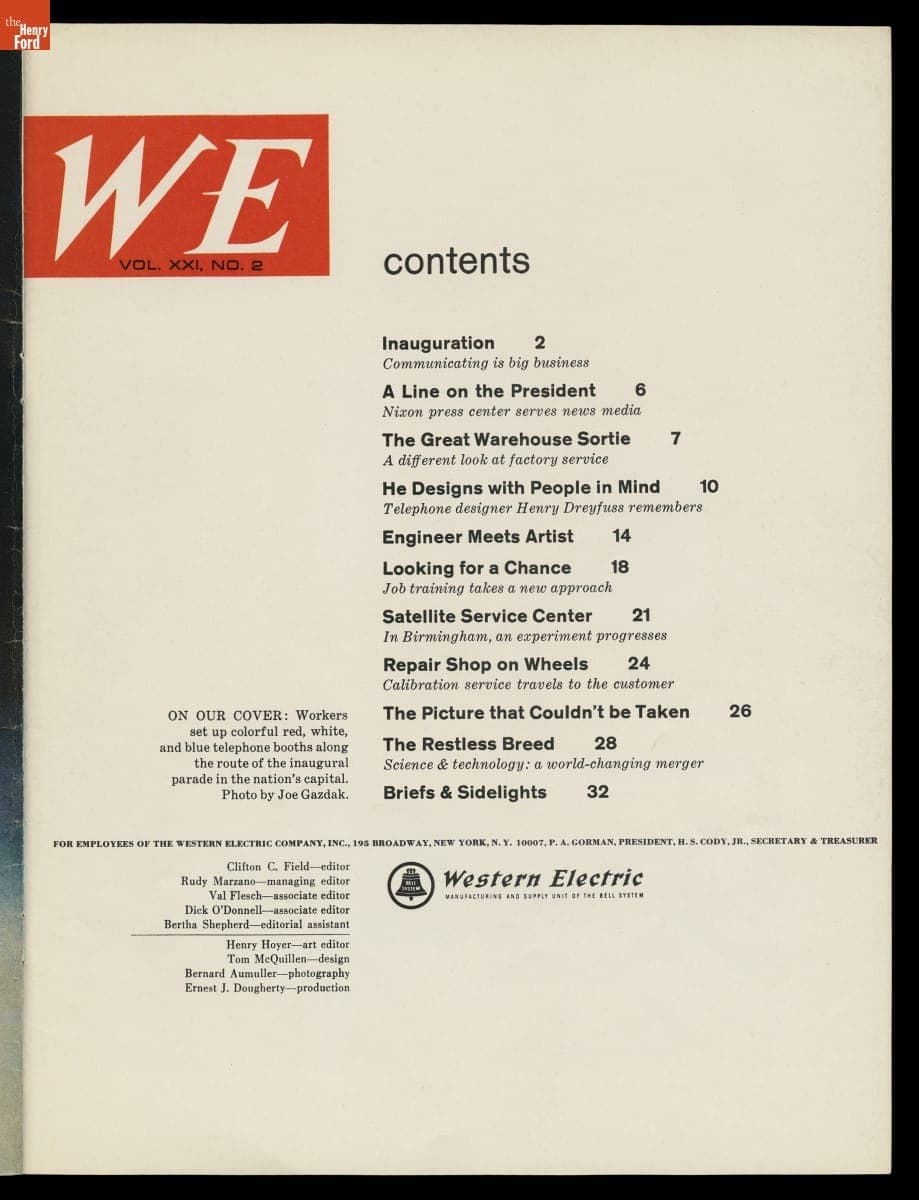 the
Henry
Ford
WE
VOL. XXI, NO. 2
contents
Inauguration 2
Communicating is big business
A Line on the President 6
Nixon press center serves news media
The Great Warehouse Sortie 7
A different look at factory service
He Designs with People in Mind 10
Telephone designer Henry Dreyfuss remembers
Engineer Meets Artist 14
Looking for a Chance 18
Job training takes a new approach
Satellite Service Center 21
In Birmingham, an experiment progresses
Repair Shop on Wheels 24
Calibration service travels to the customer
The Picture that Couldn't be Taken 26
The Restless Breed 28
Science & technology: a world-changing merger
Briefs & Sidelights 32
ON OUR COVER: Workers
set up colorful red, white,
and blue telephone booths along
the route of the inaugural
parade in the nation's capital.
Photo by Joe Gazdak.
FOR EMPLOYEES OF THE WESTERN ELECTRIC COMPANY, INC., 195 BROADWAY, NEW YORK, N. Y. 10007, P. A. GORMAN, PRESIDENT, H. S. CODY, JR., SECRETARY & TREASURER
Clifton C. Field—editor
Rudy Marzano—managing editor
Val Flesch—associate editor
Dick O'Donnell—associate editor
Bertha Shepherd—editorial assistant
Henry Hoyer—art editor
Tom McQuillen—design
Bernard Aumuller—photography
Ernest J. Dougherty—production
BELL
SYSTEM
Western Electric
MANUFACTURING AND SUPPLY UNIT OF THE BELL SYSTEM